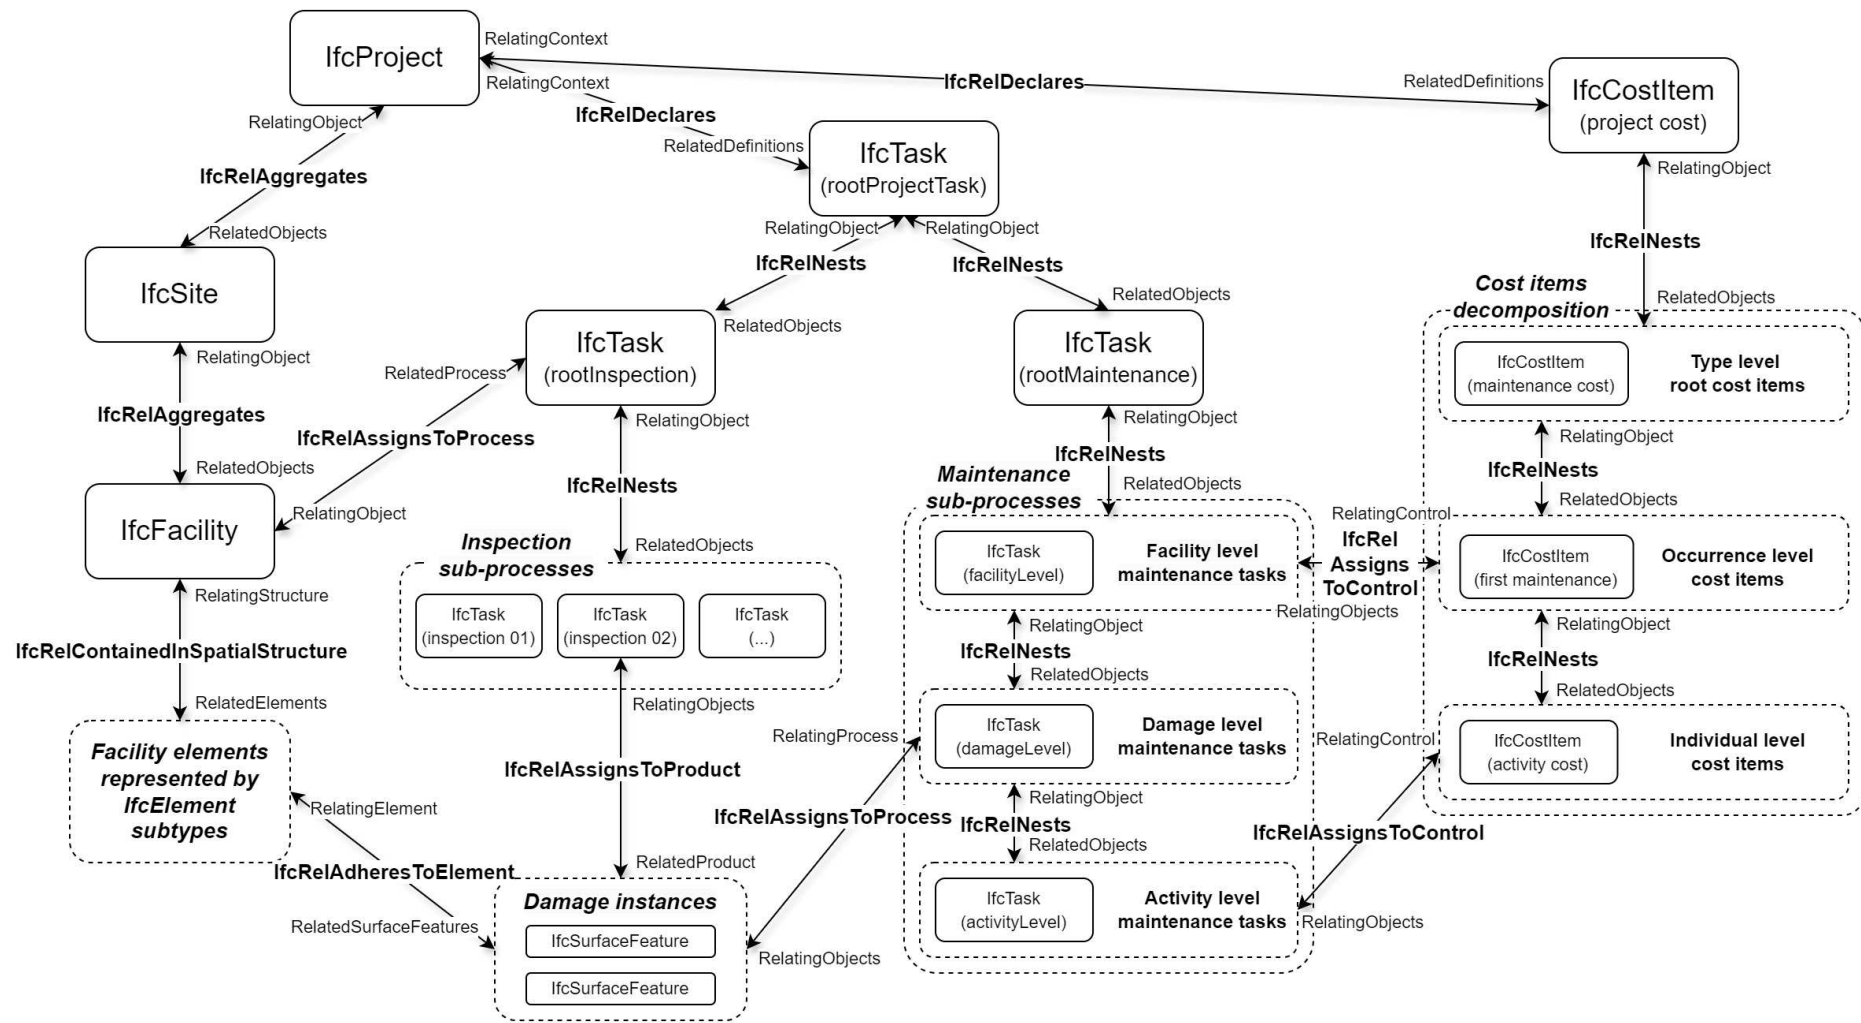 IfcProject
RelatingContext
RelatingContext
IfcRelDeclares
RelatedDefinitions
IfcCostItem
(project cost)
RelatingObject
IfcRelDeclares
RelatedDefinitions
IfcTask
(rootProjectTask)
RelatingObject
IfcRelAggregates
RelatedObjects
RelatingObject
RelatingObject
IfcRelNests
IfcRelNests
IfcRelNests
IfcSite
RelatedObjects
RelatedObjects
Cost items
decomposition
RelatedObjects
IfcTask
(rootInspection)
IfcTask
(rootMaintenance)
IfcCostItem
(maintenance cost)
Type level
root cost items
RelatingObject
RelatedProcess
IfcRelAggregates
IfcRelAssignsToProcess
RelatingObject
RelatingObject
RelatingObject
RelatedObjects
IfcRelNests
IfcRelNests
IfcRelNests
Maintenance
sub-processes
RelatedObjects
RelatedObjects
IfcFacility
RelatingObject
Inspection
sub-processes
RelatedObjects
IfcTask
(facilityLevel)
Facility level
maintenance tasks
RelatingControl
IfcRel
Assigns
ToControl
RelatingObjects
IfcCostItem
(first maintenance)
Occurrence level
cost items
RelatingStructure
IfcTask
(inspection 01)
IfcTask
(inspection 02)
IfcTask
(...)
RelatingObject
RelatingObject
IfcRelContainedInSpatialStructure
IfcRelNests
IfcRelNests
RelatedElements
RelatingObjects
RelatedObjects
RelatedObjects
Facility elements
represented by
IfcElement
subtypes
RelatingProcess
IfcTask
(damageLevel)
Damage level
maintenance tasks
RelatingControl
IfcCostItem
(activity cost)
Individual level
cost items
IfcRelAssignsToProduct
RelatingElement
RelatingObject
IfcRelAssignsToProcess
IfcRelNests
IfcRelAssignsToControl
RelatedObjects
IfcRelAdheresToElement
RelatedProduct
Damage instances
IfcTask
(activityLevel)
Activity level
maintenance tasks
RelatingObjects
RelatedSurfaceFeatures
IfcSurfaceFeature
RelatingObjects
IfcSurfaceFeature